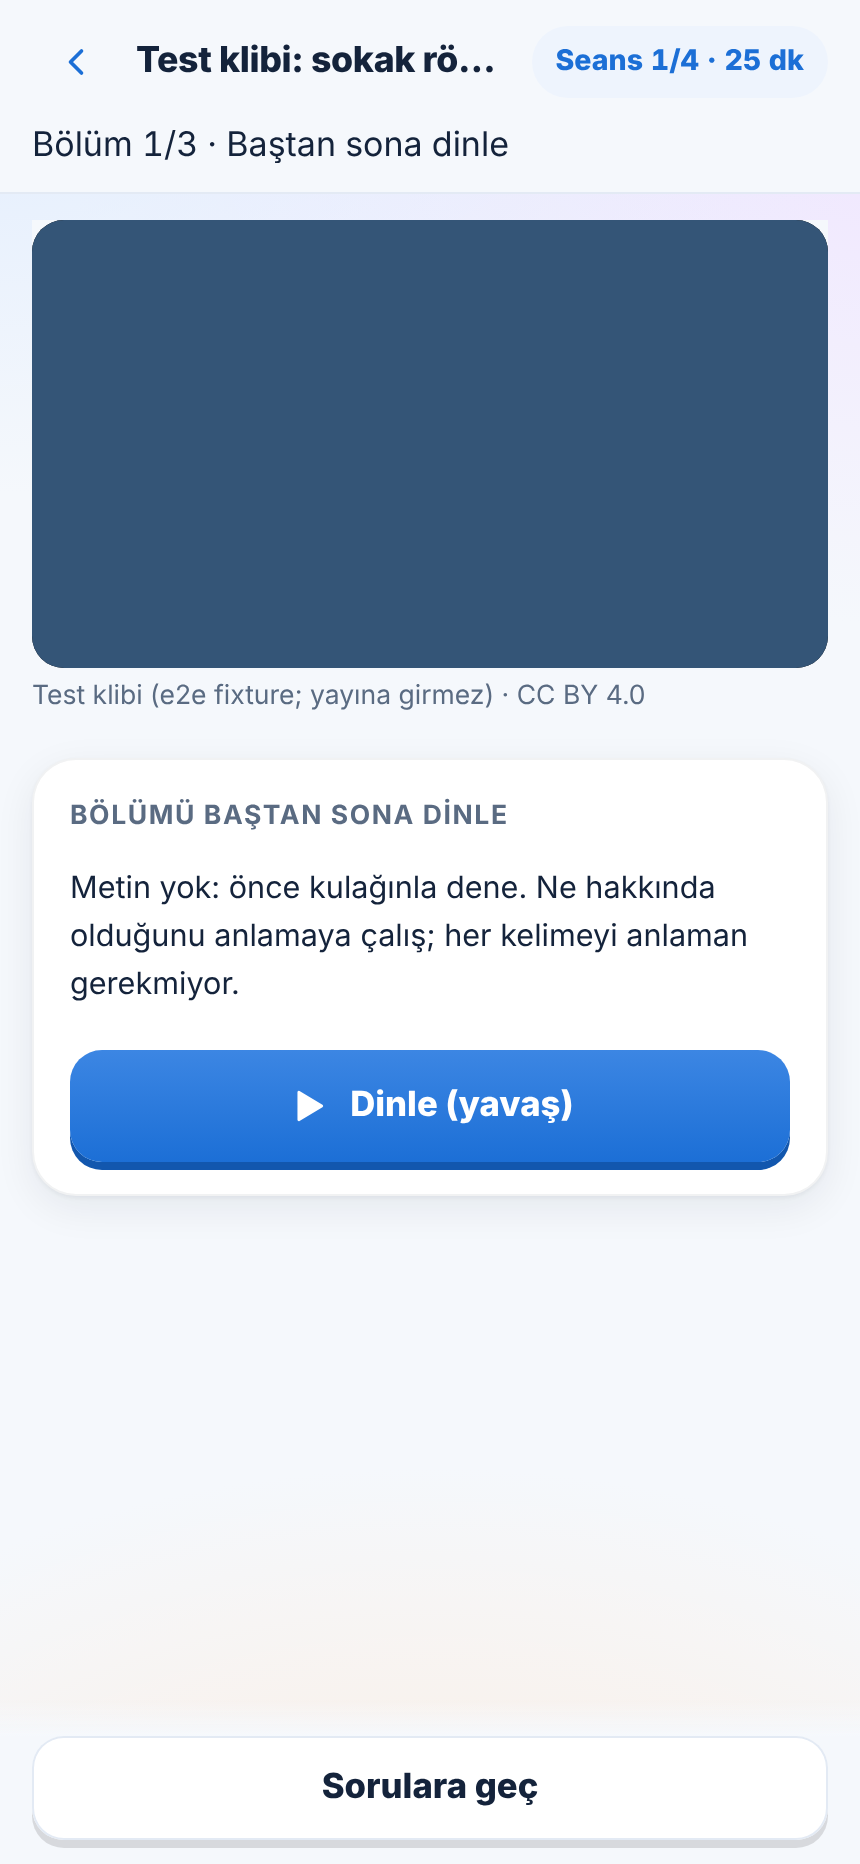 Test klibi: sokak rö...
Seans 1/4 · 25 dk
Bölüm 1/3 · Baştan sona dinle
Test klibi (e2e fixture; yayına girmez) · CC BY 4.0
BÖLÜMÜ BAŞTAN SONA DİNLE
Metin yok: önce kulağınla dene. Ne hakkında
olduğunu anlamaya çalış; her kelimeyi anlaman
gerekmiyor.
Dinle (yavaş)
Sorulara geç